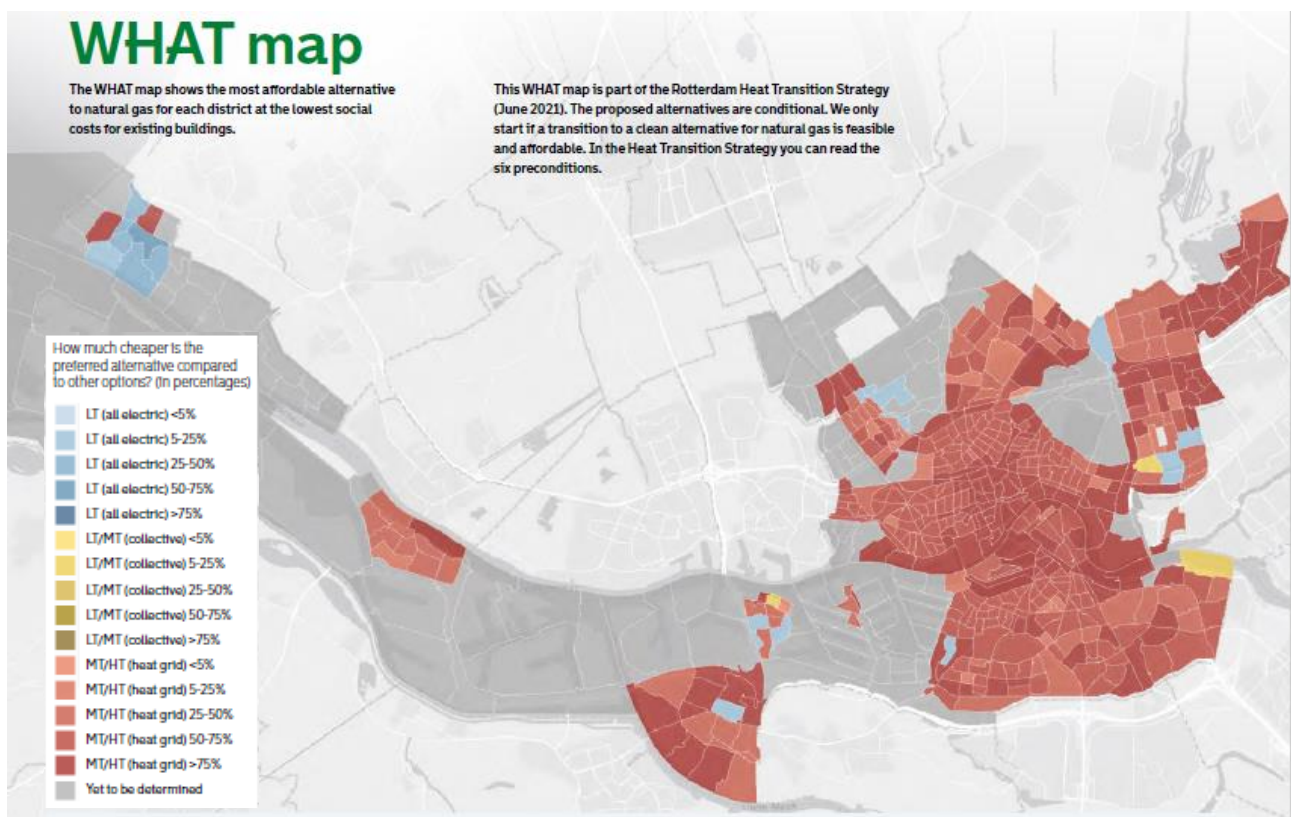 WHAT map
The WHAT map shows the most affordable alternative
to natural gas for each district at the lowest social
costs for existing buildings.
This WHAT map is part of the Rotterdam Heat Transition Strategy
(June 2021). The proposed alternatives are conditional. We only
start if a transition to a clean alternative for natural gas is feasible
and affordable. In the Heat Transition Strategy you can read the
six preconditions.
How much cheaper is the
preferred alternative compared
to other options? (in percentages)
LT (all electric) <5%
LT (all electric) 5-25%
LT (all electric) 25-50%
LT (all electric) 50-75%
LT (all electric) >75%
LT/MT (collective) <5%
LT/MT (collective) 5-25%
LT/MT (collective) 25-50%
LT/MT (collective) 50-75%
LT/MT (collective) >75%
MT/HT (heat grid) <5%
MT/HT (heat grid) 5-25%
MT/HT (heat grid) 25-50%
MT/HT (heat grid) 50-75%
MT/HT (heat grid) >75%
Yet to be determined